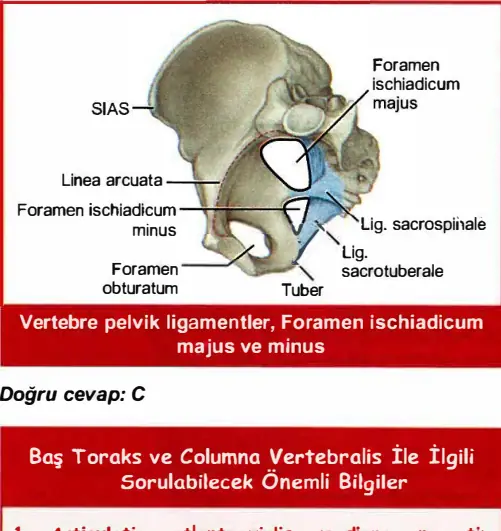 Foramen
ischiadicum
majus
SIAS
Linea arcuata
Foramen ischiadicum
minus
Lig. sacrospinale
Lig.
sacrotuberale
Foramen
obturatum
Tuber
Vertebre pelvik ligamentler, Foramen ischiadicum
majus ve minus
Doğru cevap: C
Baş Toraks ve Columna Vertebralis İle İlgili
Sorulabilecek Önemli Bilgiler